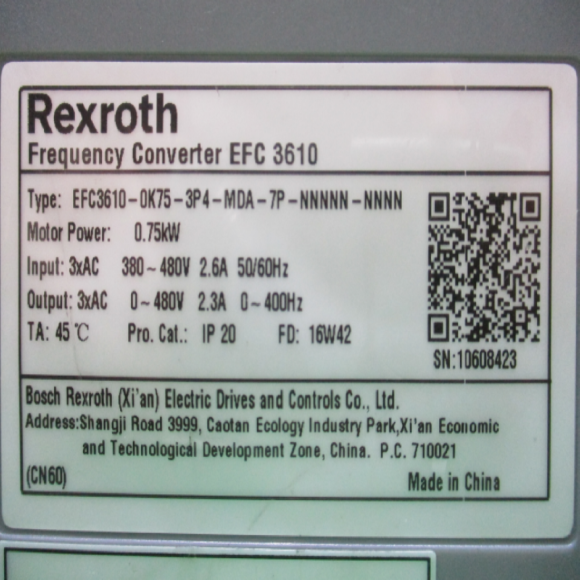 Rexroth
Frequency Converter EFC 3610
Type: EFC3610-0K75-3P4-MDA-7P-NNNNN-NNNN
Motor Power: 0.75kW
Input: 3xAC 380~480V 2.6A 50/60Hz
Output: 3xAC 0~480V 2.3A 0~400Hz
TA: 45℃ Pro. Cat.: IP 20 FD: 16W42
SN:10608423
Bosch Rexroth (Xi'an) Electric Drives and Controls Co., Ltd.
Address:Shangji Road 3999, Caotan Ecology Industry Park,Xi'an Economic
and Technological Development Zone, China. P.C. 710021
(CN60) Made in China